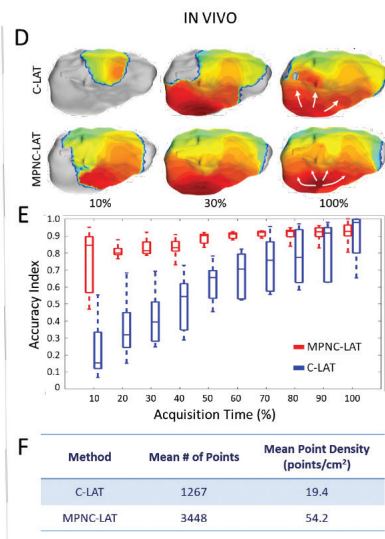 IN VIVO
D
C-LAT
MPNC-LAT
10%
30%
100%
E
Accuracy Index
1.0
0.9
0.8
0.7
0.6
0.5
0.4
0.3
0.2
0.1
0
MPNC-LAT
C-LAT
10 20 30 40 50 60 70 80 90 100
Acquisition Time (%)
F
Method Mean # of Points Mean Point Density (points/cm²)
C-LAT 1267 19.4
MPNC-LAT 3448 54.2